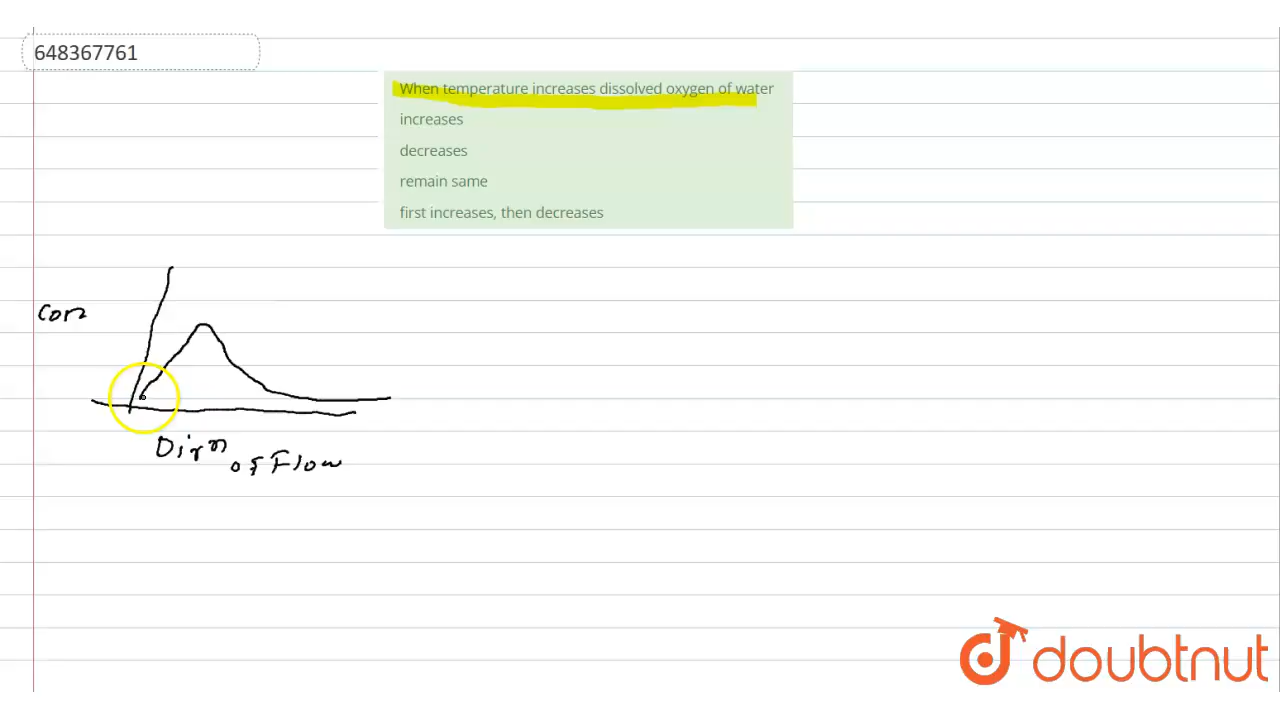 648367761
When temperature increases dissolved oxygen of water
increases
decreases
remain same
first increases, then decreases
Con
Dirn
of Flow
doubtnut